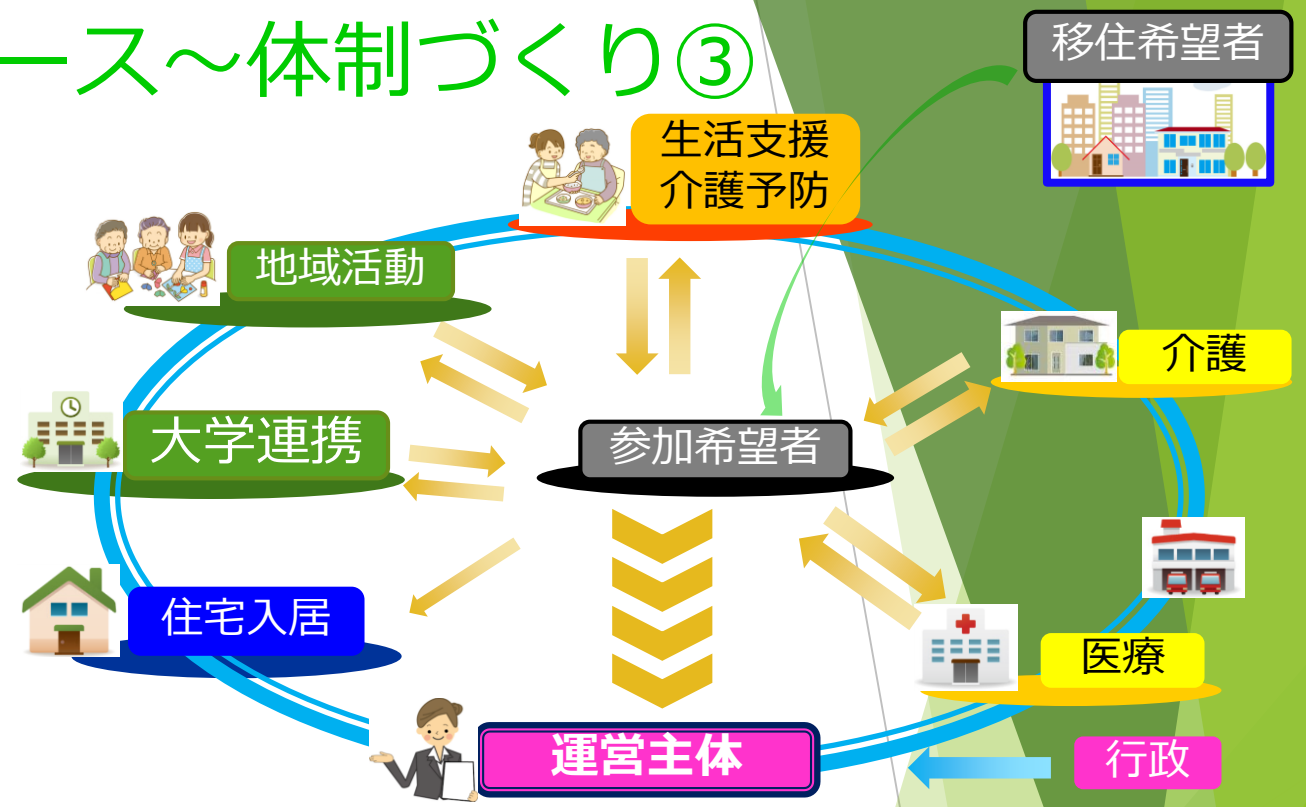 ース～体制づくり③
移住希望者
生活支援
介護予防
地域活動
介護
大学連携
参加希望者
住宅入居
医療
運営主体
行政